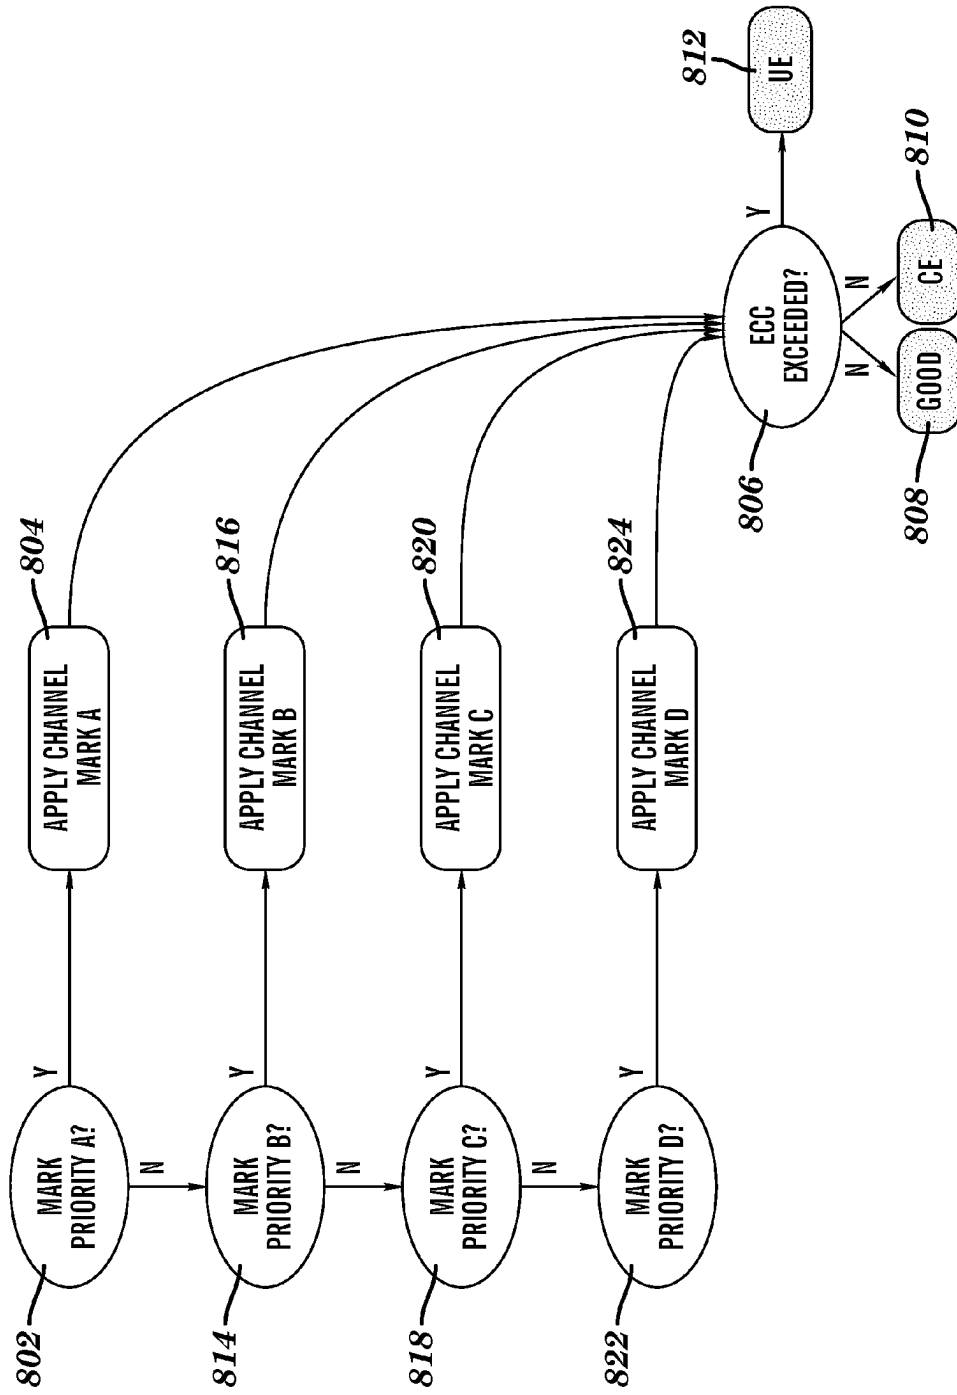 802
MARK
PRIORITY A?
Y
APPLY CHANNEL
MARK A
804
N
814
MARK
PRIORITY B?
Y
APPLY CHANNEL
MARK B
816
N
818
MARK
PRIORITY C?
Y
APPLY CHANNEL
MARK C
820
N
822
MARK
PRIORITY D?
Y
APPLY CHANNEL
MARK D
824
806
ECC
EXCEEDED?
Y
UE
812
N
N
808
GOOD
CE
810